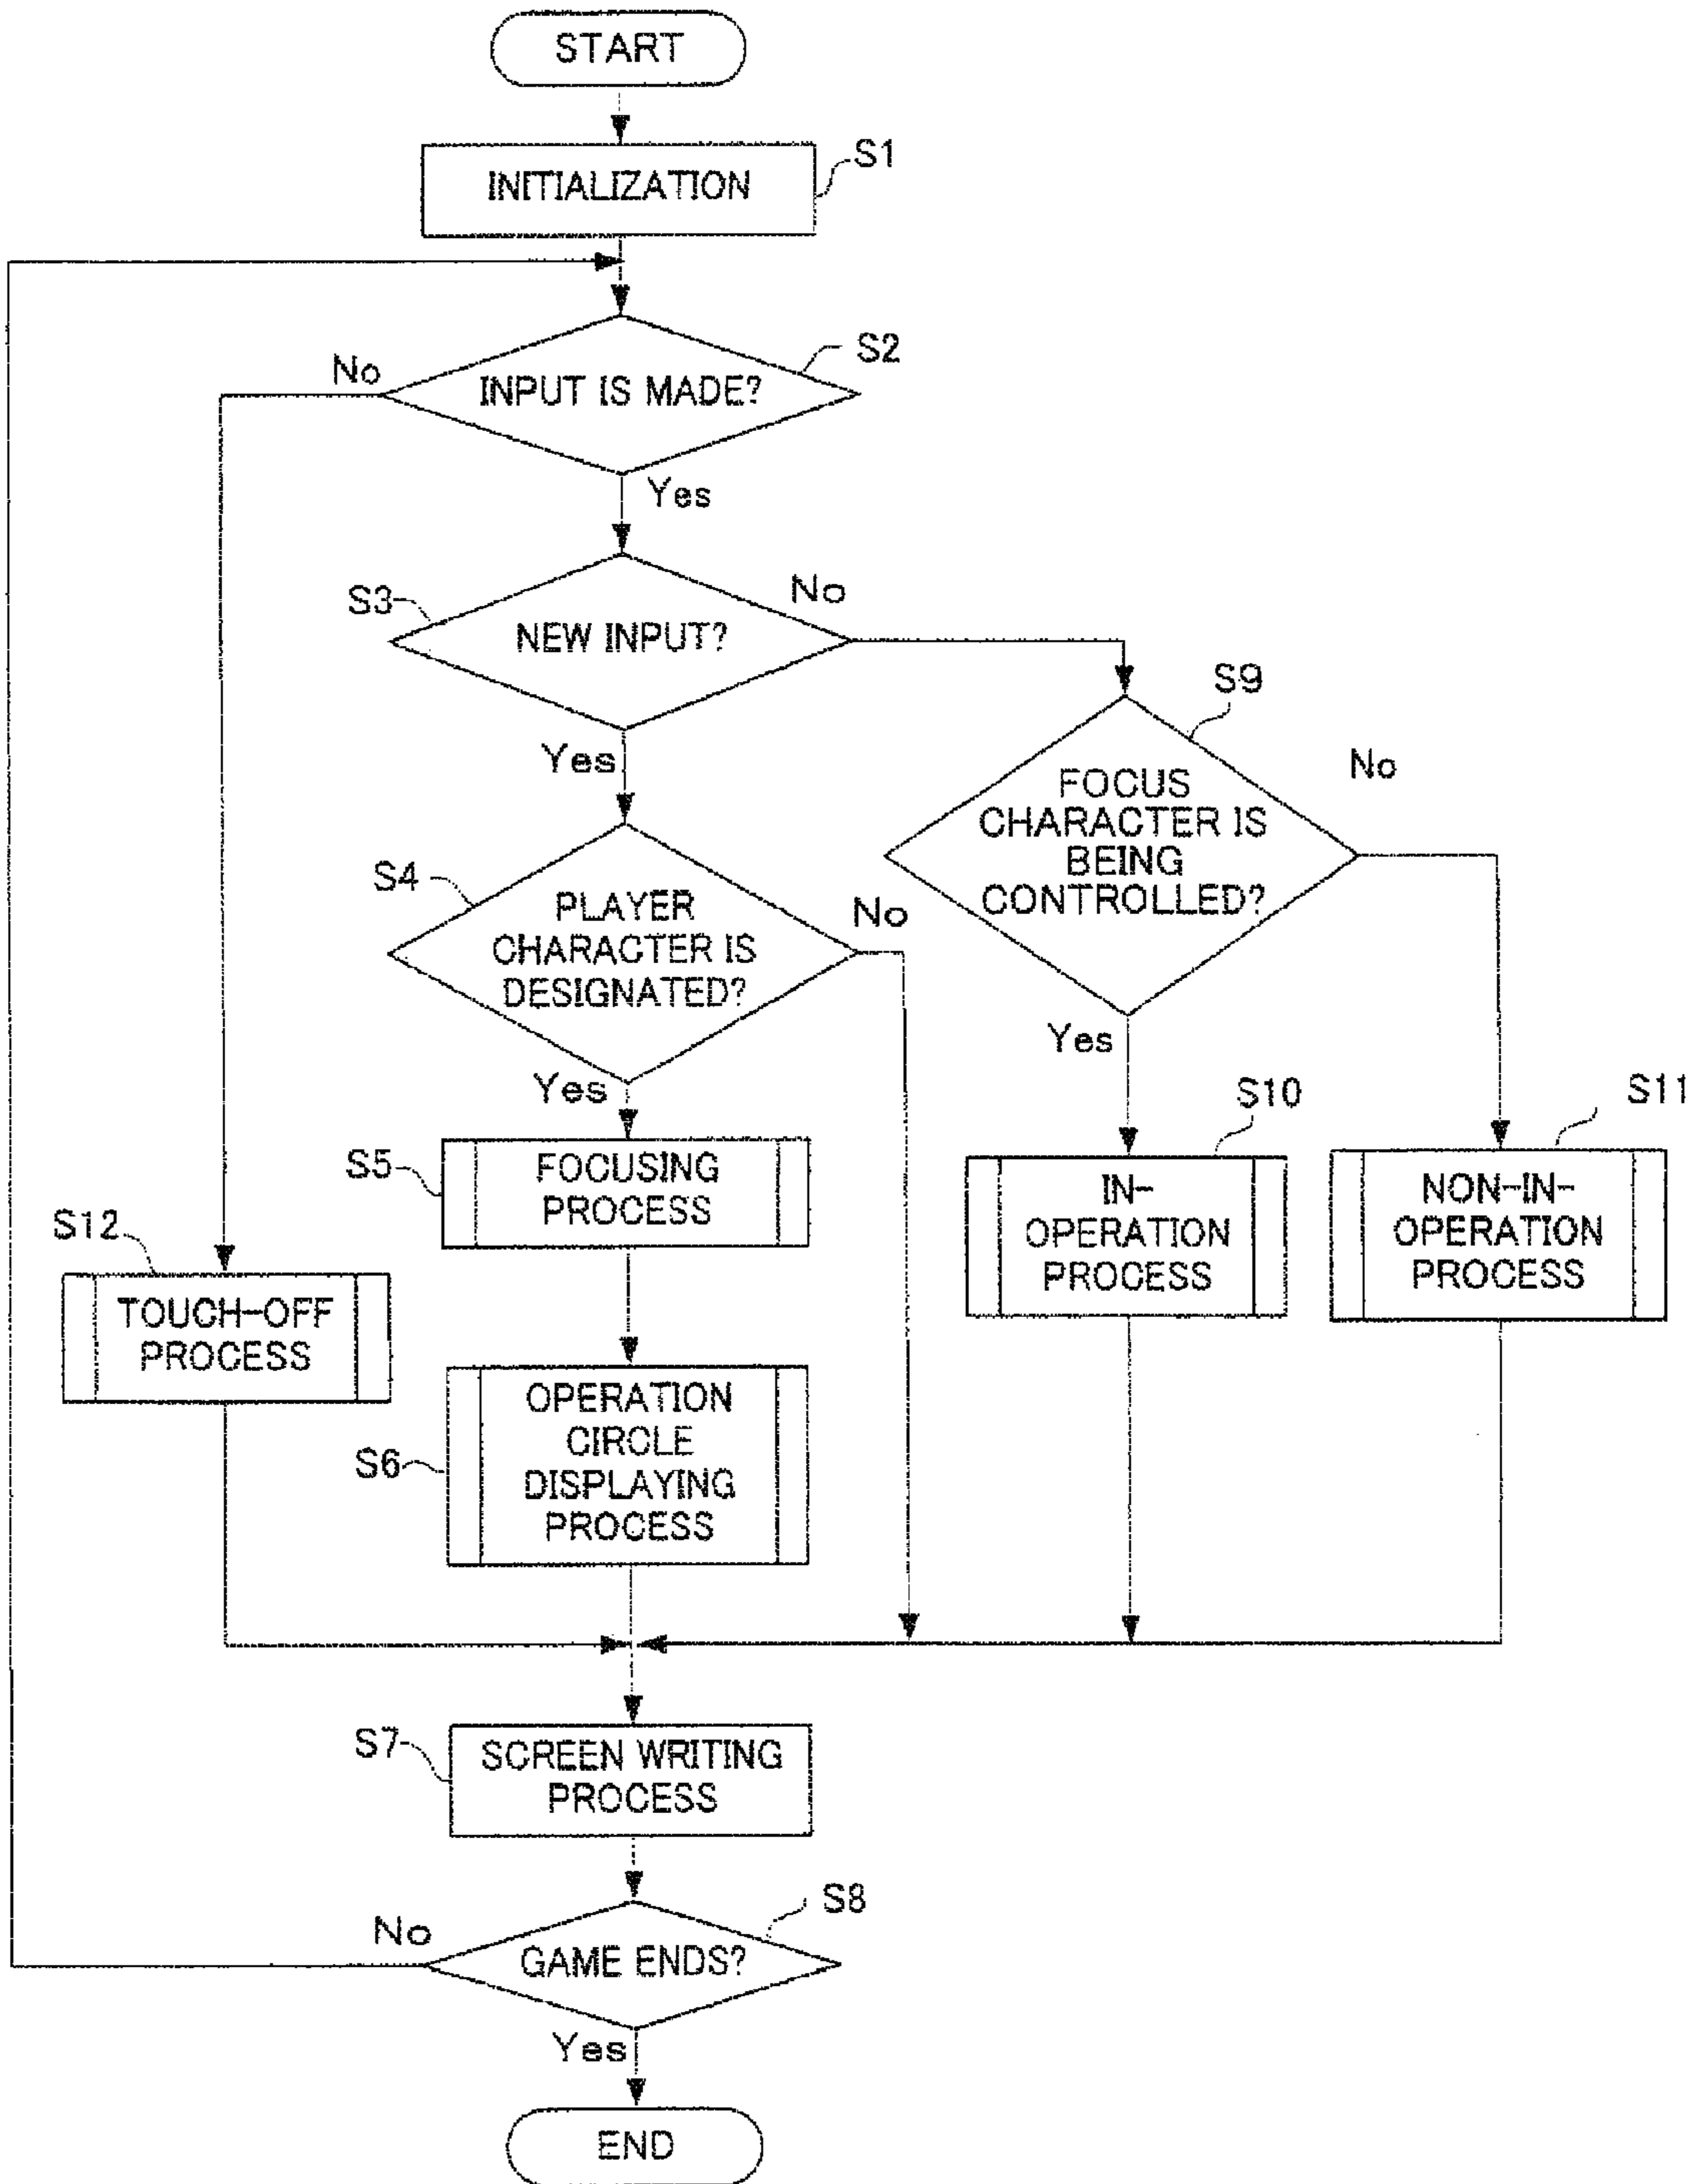 START
INITIALIZATION
S1
INPUT IS MADE?
S2
No
Yes
NEW INPUT?
S3
No
Yes
FOCUS
CHARACTER IS
BEING
CONTROLLED?
S9
No
Yes
PLAYER
CHARACTER IS
DESIGNATED?
S4
No
Yes
FOCUSING
PROCESS
S5
IN-
OPERATION
PROCESS
S10
NON-IN-
OPERATION
PROCESS
S11
TOUCH-OFF
PROCESS
S12
OPERATION
CIRCLE
DISPLAYING
PROCESS
S6
SCREEN WRITING
PROCESS
S7
GAME ENDS?
S8
No
Yes
END